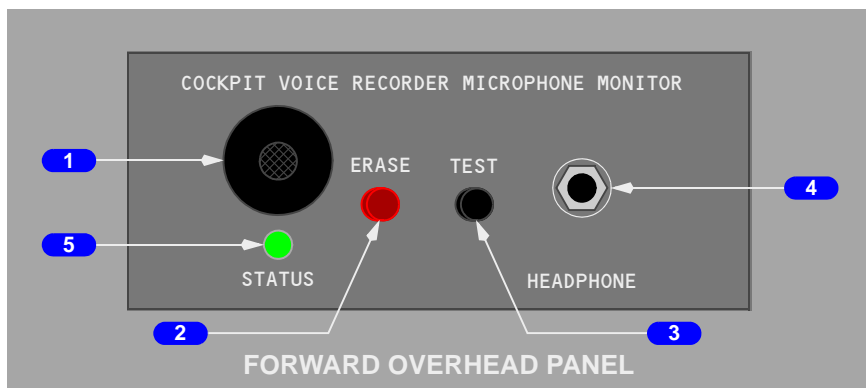 COCKPIT VOICE RECORDER MICROPHONE MONITOR
1
ERASE TEST
4
5
STATUS
HEADPHONE
2
3
FORWARD OVERHEAD PANEL